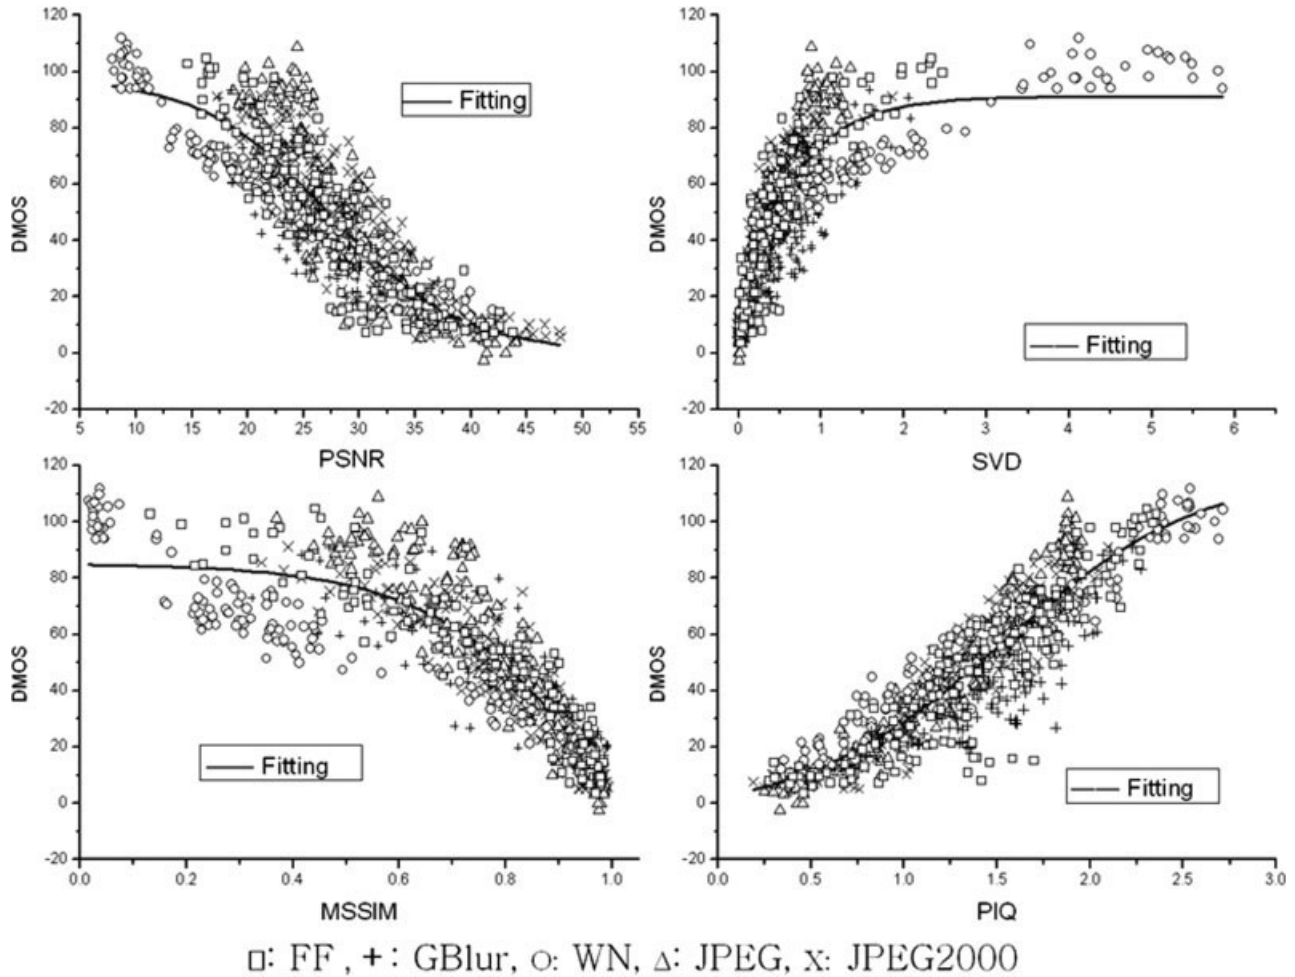 120
100
80
60
40
20
0
-20
DMOS
5 10 15 20 25 30 35 40 45 50 55
PSNR
Fitting
120
100
80
60
40
20
0
-20
DMOS
0 1 2 3 4 5 6
SVD
Fitting
120
100
80
60
40
20
0
-20
DMOS
0.0 0.2 0.4 0.6 0.8 1.0
MSSIM
Fitting
120
100
80
60
40
20
0
-20
DMOS
0.0 0.5 1.0 1.5 2.0 2.5 3.0
PIQ
Fitting
□: FF , +: GBlur, ○: WN, △: JPEG, x: JPEG2000